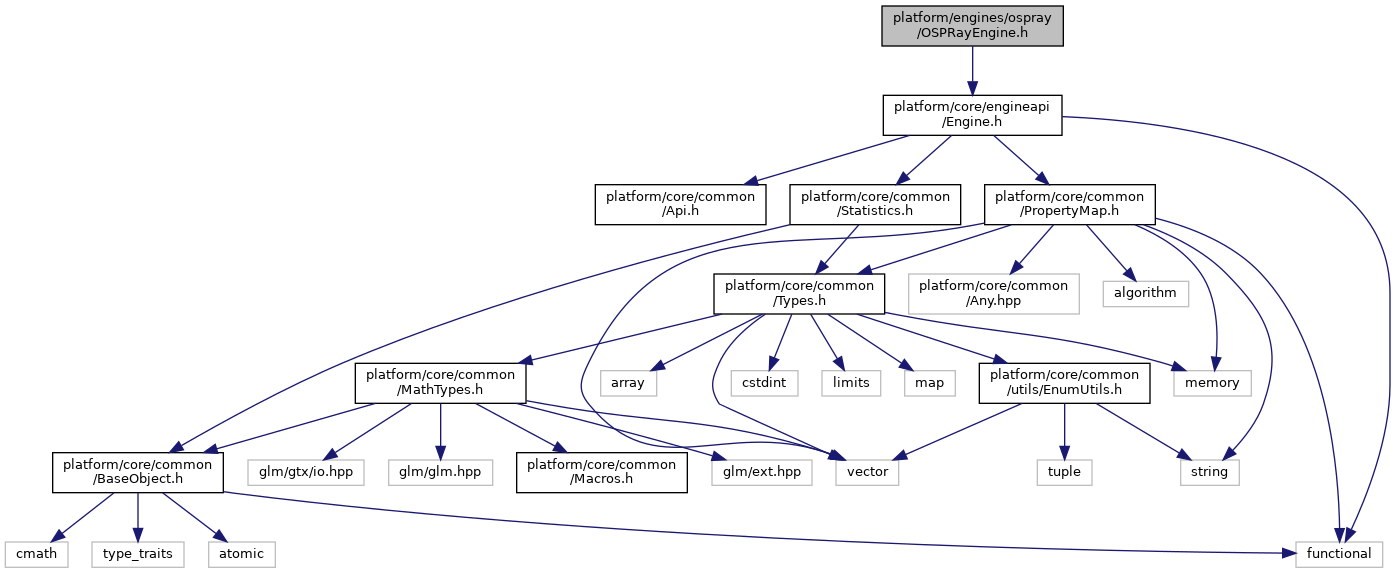 platform/engines/ospray
/OSPRayEngine.h
platform/core/engineapi
/Engine.h
platform/core/common
/Api.h
platform/core/common
/Statistics.h
platform/core/common
/PropertyMap.h
platform/core/common
/Types.h
platform/core/common
/Any.hpp
algorithm
platform/core/common
/MathTypes.h
array
cstdint
limits
map
platform/core/common
/utils/EnumUtils.h
memory
platform/core/common
/BaseObject.h
glm/gtx/io.hpp
glm/glm.hpp
platform/core/common
/Macros.h
glm/ext.hpp
vector
tuple
string
cmath
type_traits
atomic
functional